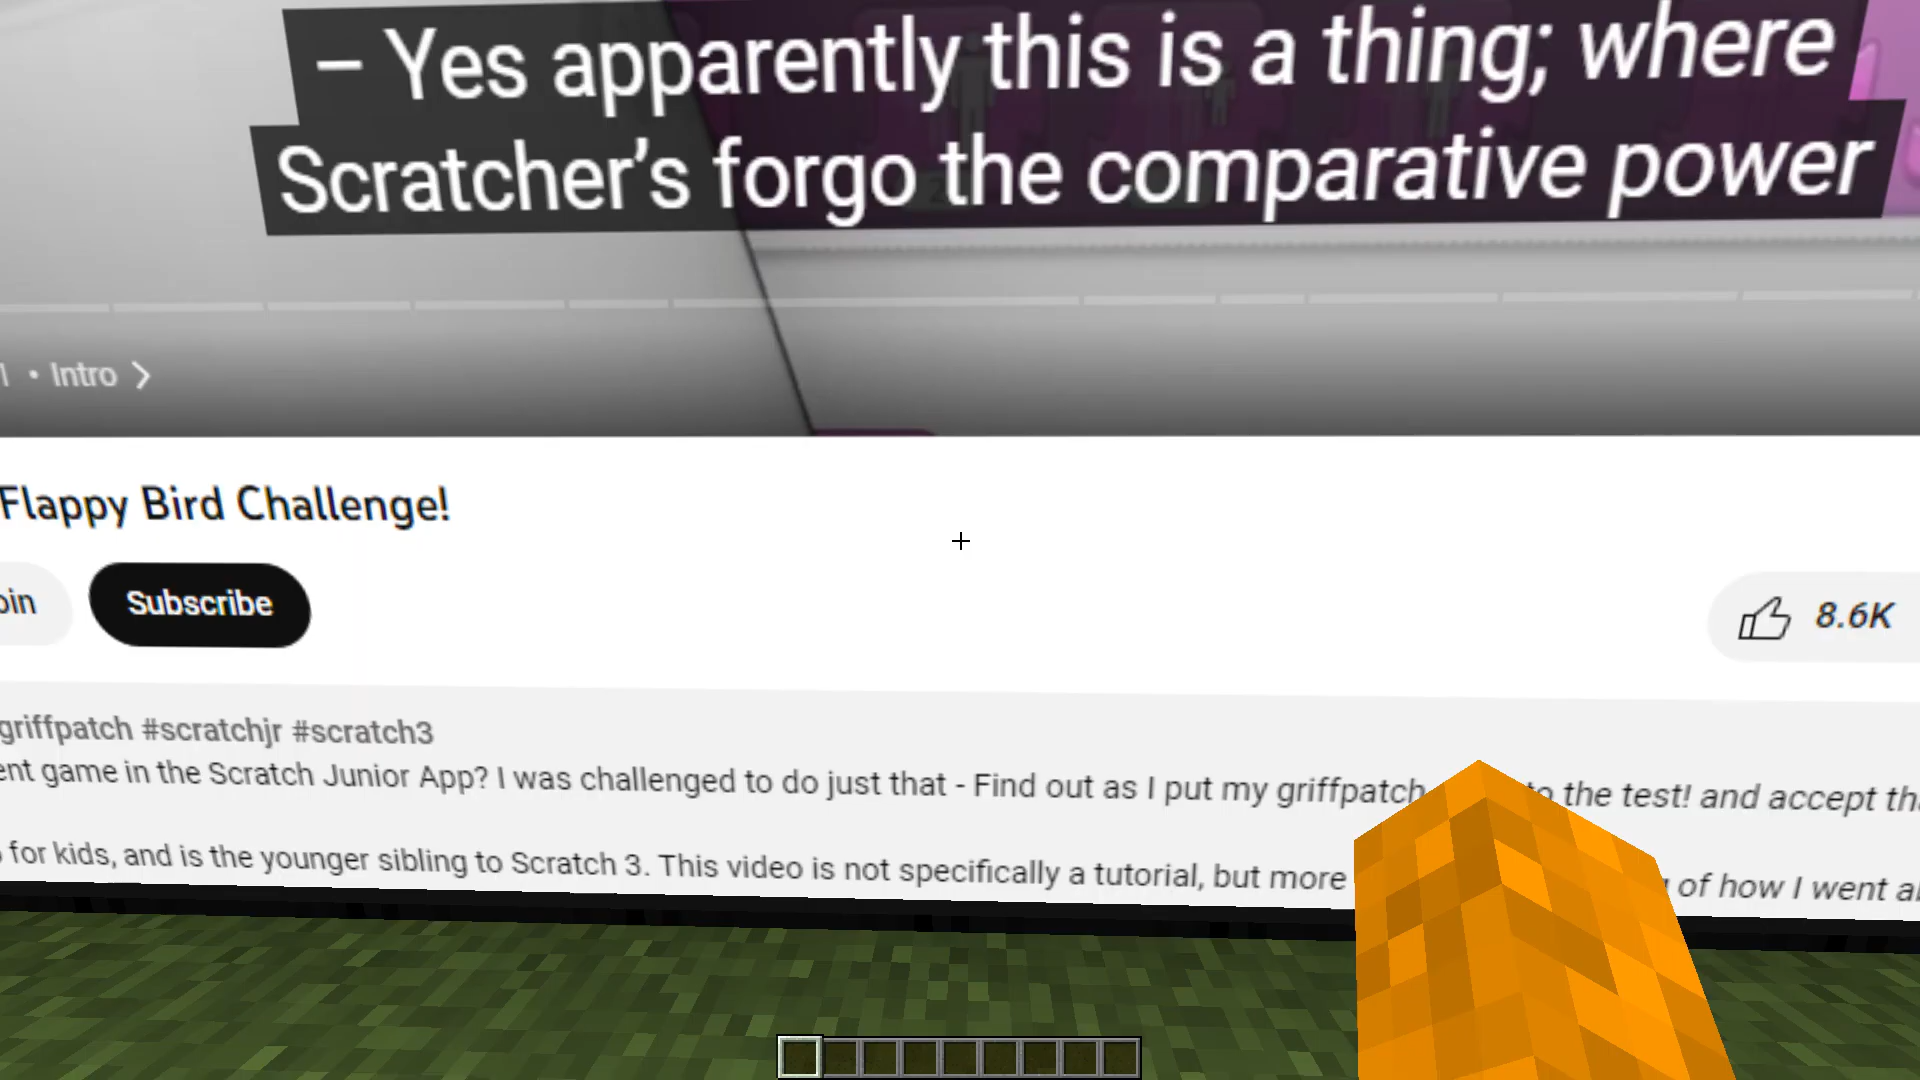 – Yes apparently this is a thing; where
Scratcher’s forgo the comparative power
• Intro
Flappy Bird Challenge!
Subscribe
8.6K
griffpatch #scratchjr #scratch3
game in the Scratch Junior App? I was challenged to do just that - Find out as I put my griffpatch to the test! and accept
for kids, and is the younger sibling to Scratch 3. This video is not specifically a tutorial, but more of how I went